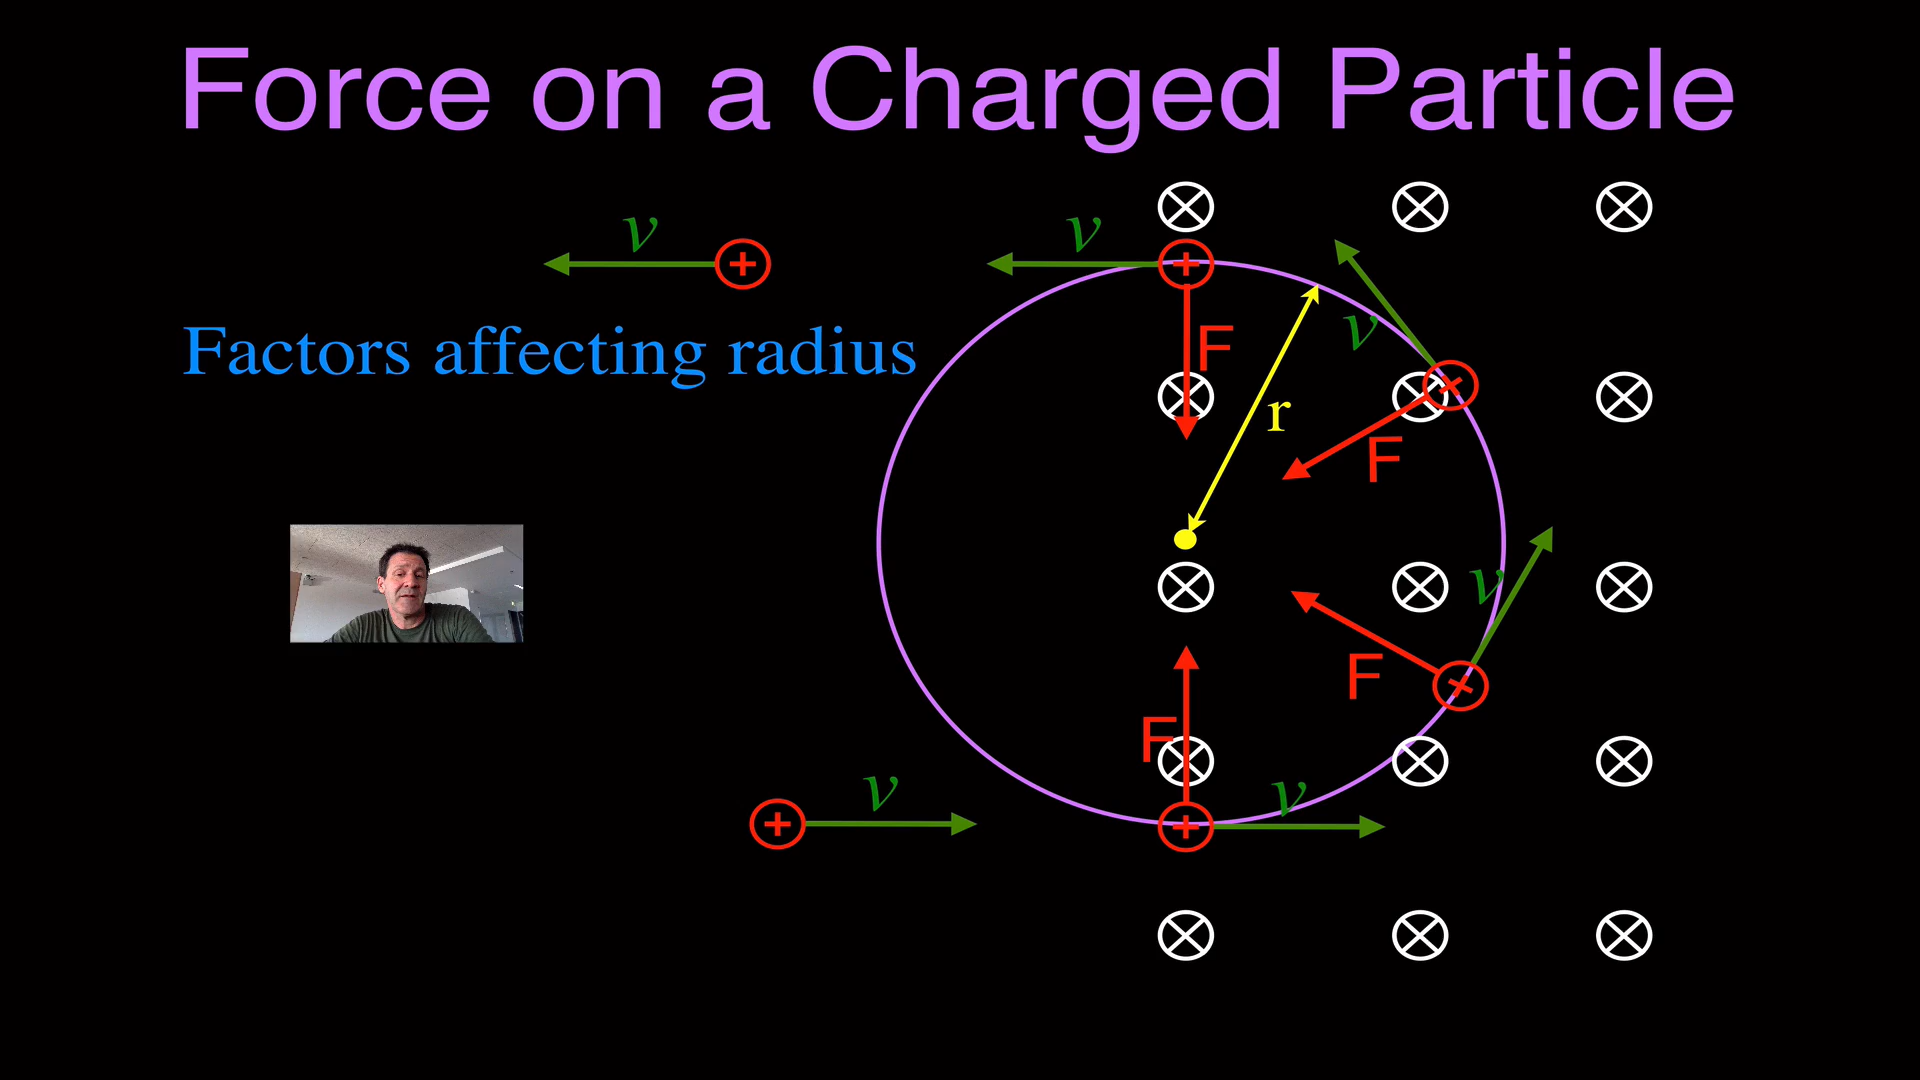 Force on a Charged Particle
v
v
v
Factors affecting radius
F
r
F
v
F
F
v
v